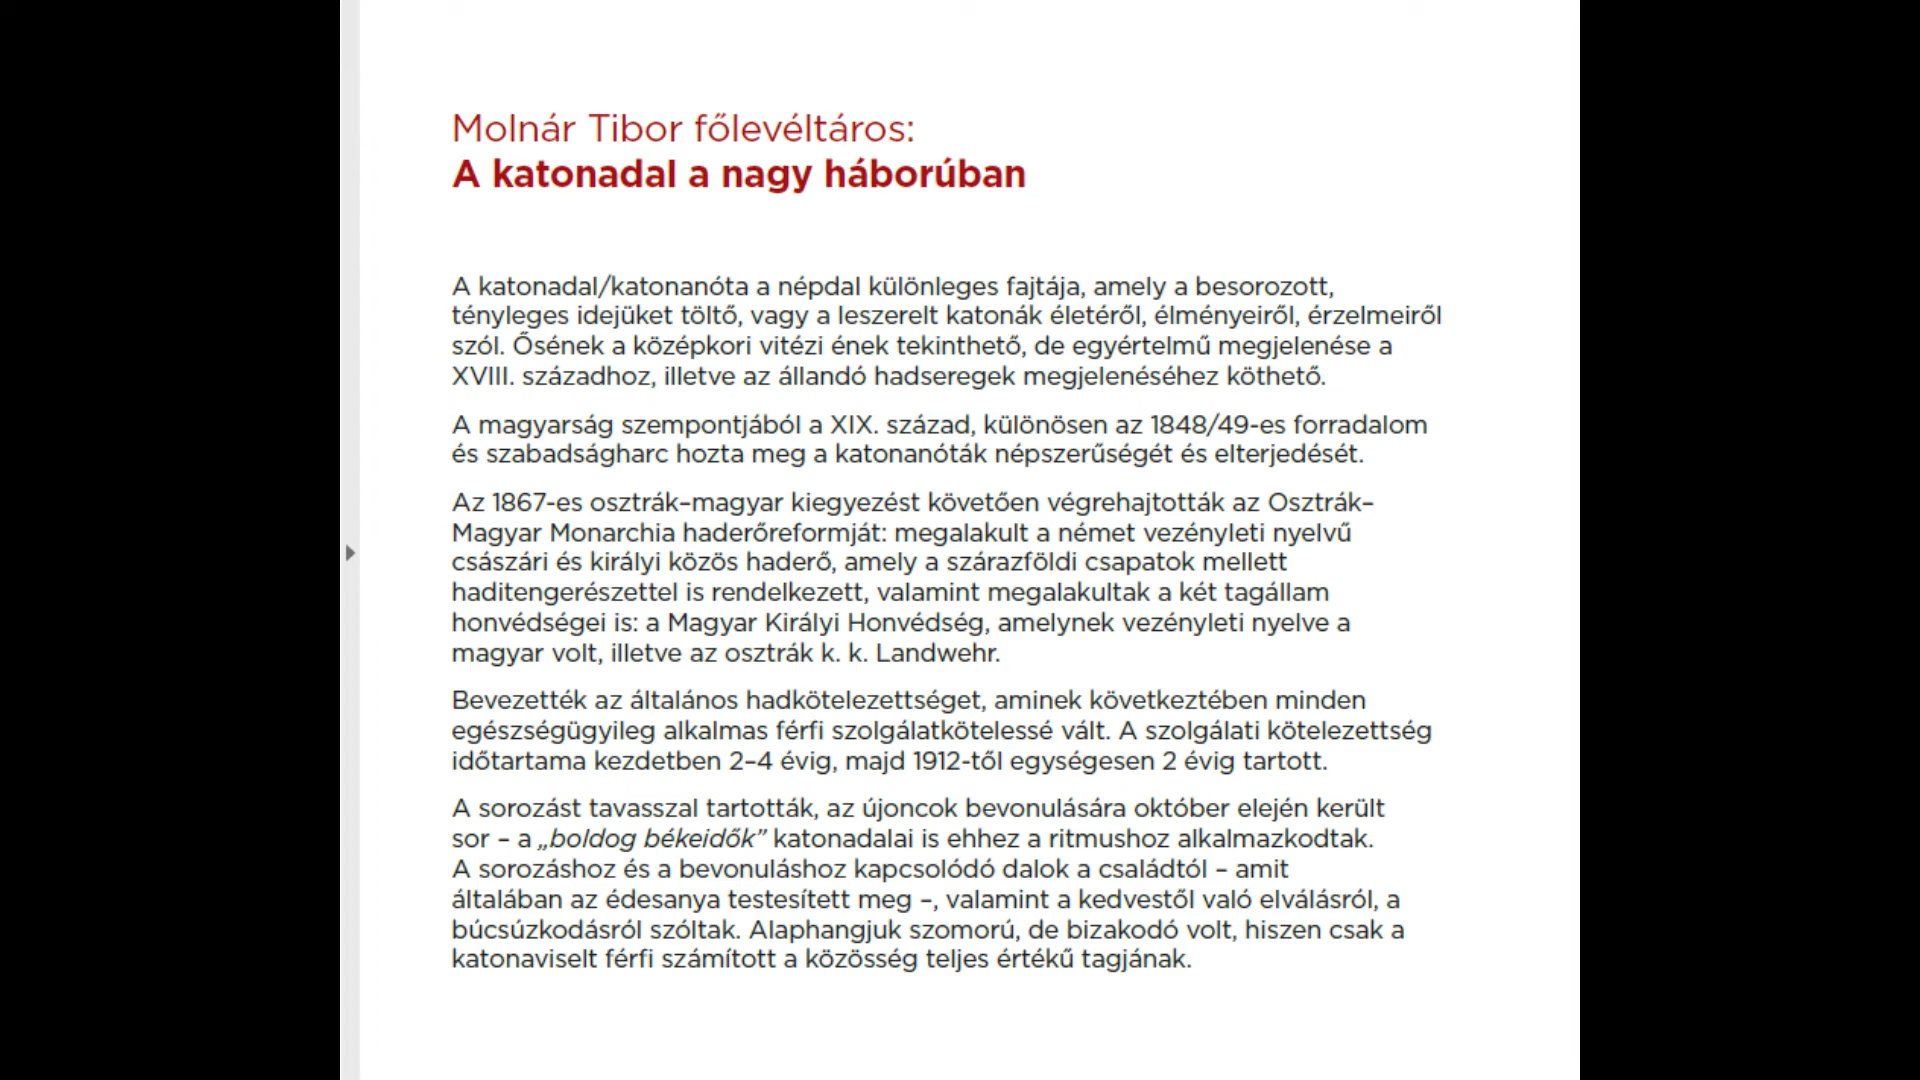 Molnár Tibor főlevéltáros:
A katonadal a nagy háborúban
A katonadal/katonanóta a népdal különleges fajtája, amely a besorozott,
tényleges idejüket töltő, vagy a leszerelt katonák életéről, élményeiről, érzelmeiről
szól. Ősének a középkori vitézi ének tekinthető, de egyértelmű megjelenése a
XVIII. századhoz, illetve az állandó hadseregek megjelenéséhez köthető.
A magyarság szempontjából a XIX. század, különösen az 1848/49-es forradalom
és szabadságharc hozta meg a katonanóták népszerűségét és elterjedését.
Az 1867-es osztrák–magyar kiegyezést követően végrehajtották az Osztrák–
Magyar Monarchia haderőreformját: megalakult a német vezényleti nyelvű
császári és királyi közös haderő, amely a szárazföldi csapatok mellett
haditengerészettel is rendelkezett, valamint megalakultak a két tagállam
honvédségei is: a Magyar Királyi Honvédség, amelynek vezényleti nyelve a
magyar volt, illetve az osztrák k. k. Landwehr.
Bevezették az általános hadkötelezettséget, aminek következtében minden
egészségügyileg alkalmas férfi szolgálatkötelessé vált. A szolgálati kötelezettség
időtartama kezdetben 2–4 évig, majd 1912-től egységesen 2 évig tartott.
A sorozást tavasszal tartották, az újoncok bevonulására október elején került
sor – a „boldog békeidők” katonadalai is ehhez a ritmushoz alkalmazkodtak.
A sorozáshoz és a bevonuláshoz kapcsolódó dalok a családtól – amit
általában az édesanya testesített meg –, valamint a kedvestől való elválásról, a
búcsúzkodásról szóltak. Alaphangjuk szomorú, de bizakodó volt, hiszen csak a
katonaviselt férfi számított a közösség teljes értékű tagjának.